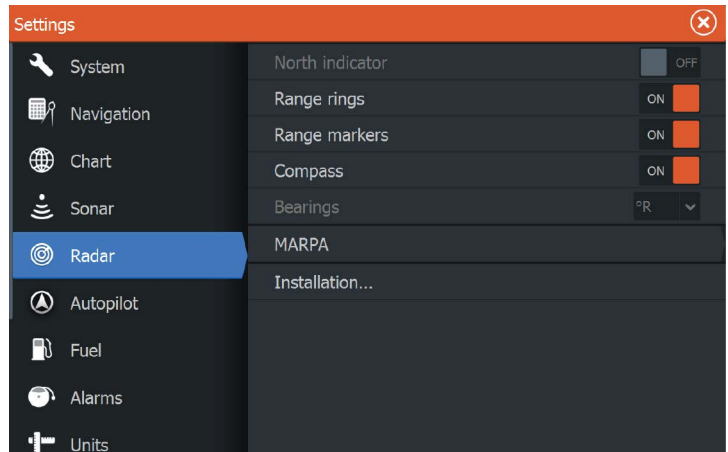 Settings
System
Navigation
Chart
Sonar
Radar
Autopilot
Fuel
Alarms
Units
North indicator OFF
Range rings ON
Range markers ON
Compass ON
Bearings °R
MARPA
Installation...